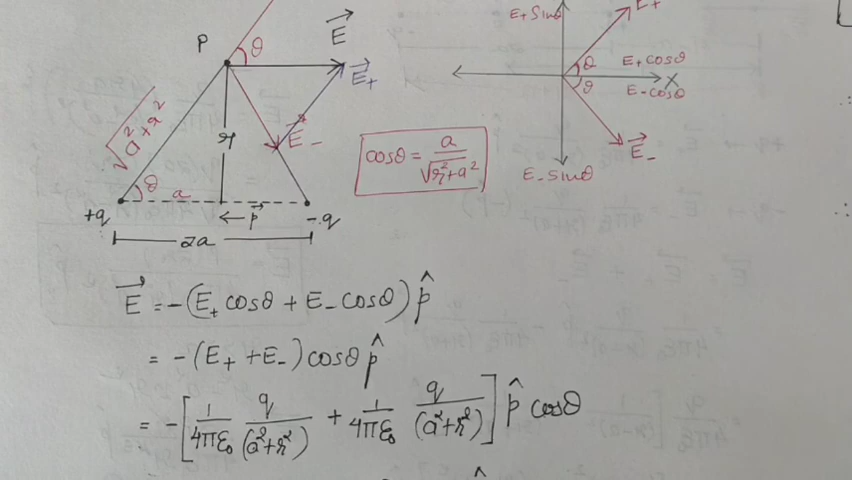 P
θ
E⃗
E⃗₊
E⃗₋
√a²+r²
r
θ
a
+q
← p⃗
-q
2a
cosθ = a/√r²+a²
E₊ sinθ
E₊
θ
E₊ cosθ
X
θ
E₋ cosθ
E⃗₋
E₋ sinθ
E⃗ = -(E₊ cosθ + E₋ cosθ) p̂
= -(E₊ + E₋) cosθ p̂
= -[1/4πε₀ q/(a²+r²) + 1/4πε₀ q/(a²+r²)] p̂ cosθ